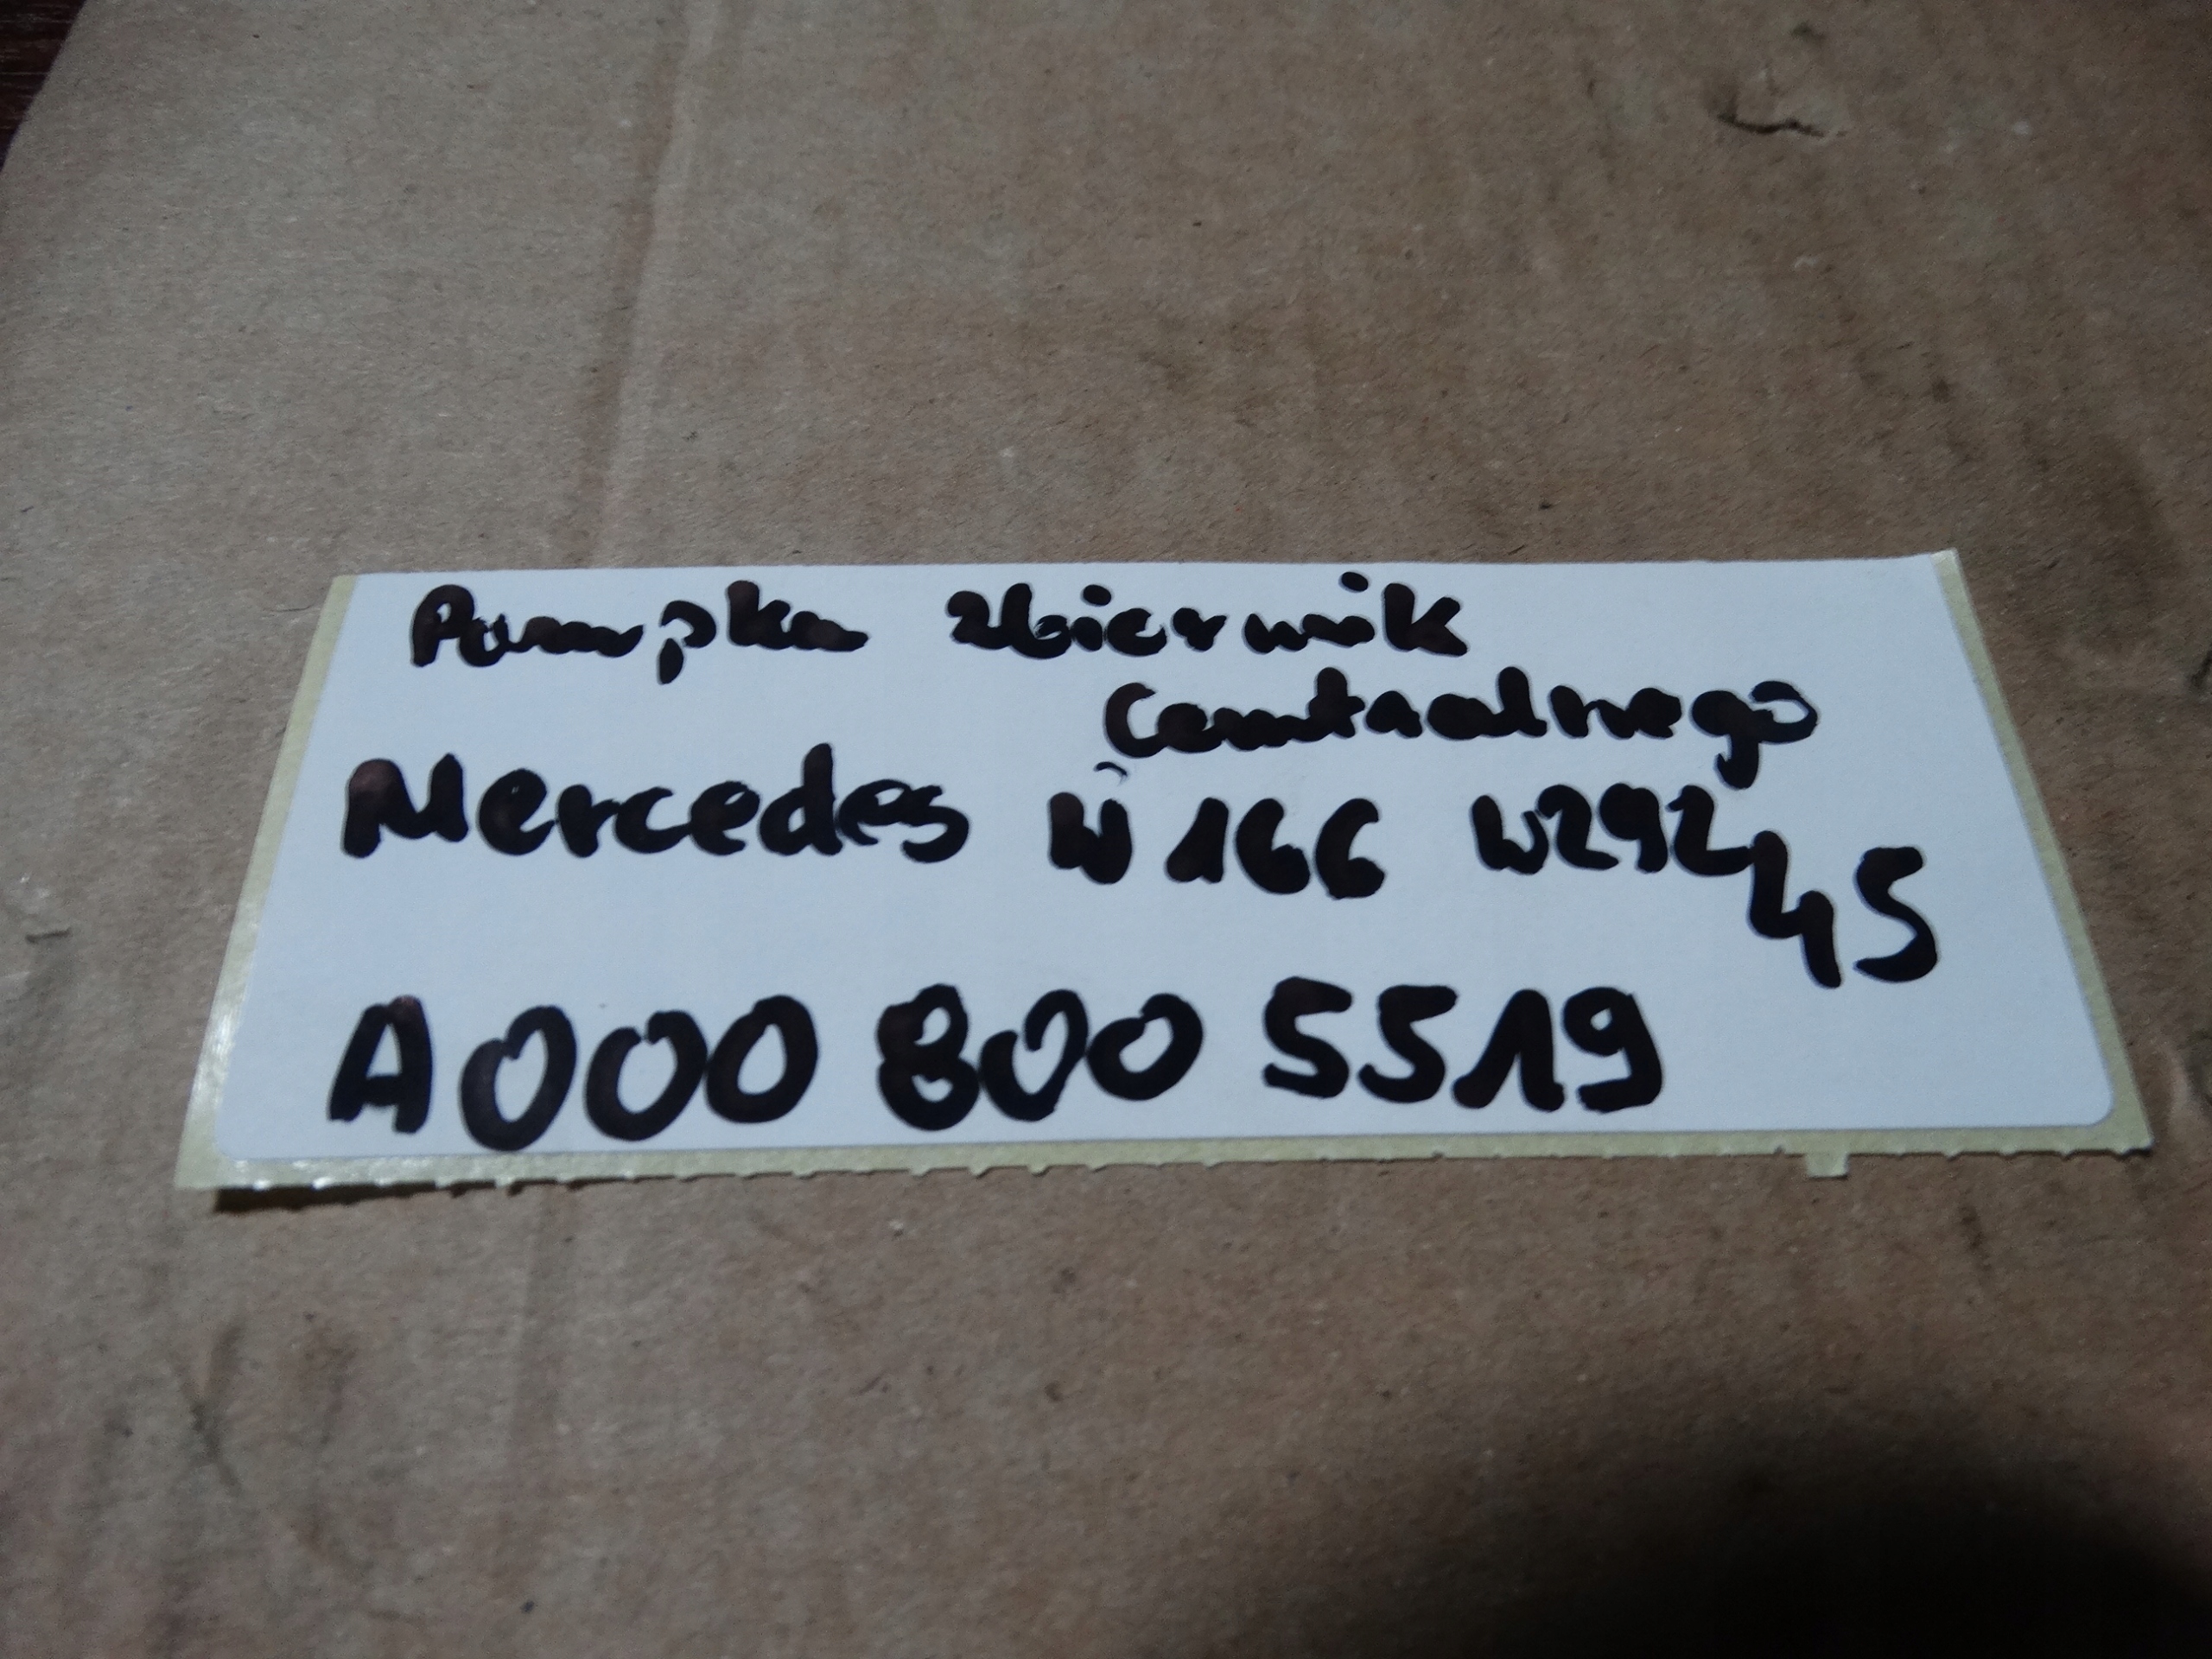 Pompka zbiornik
Centralnego
Mercedes W166 W292
45
A000 800 5519